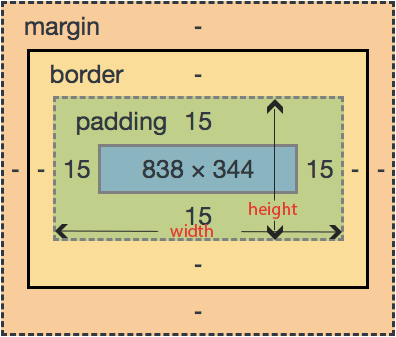 margin -
border -
padding 15
- - 15 838 × 344 15 - -
15 height
width
-
-